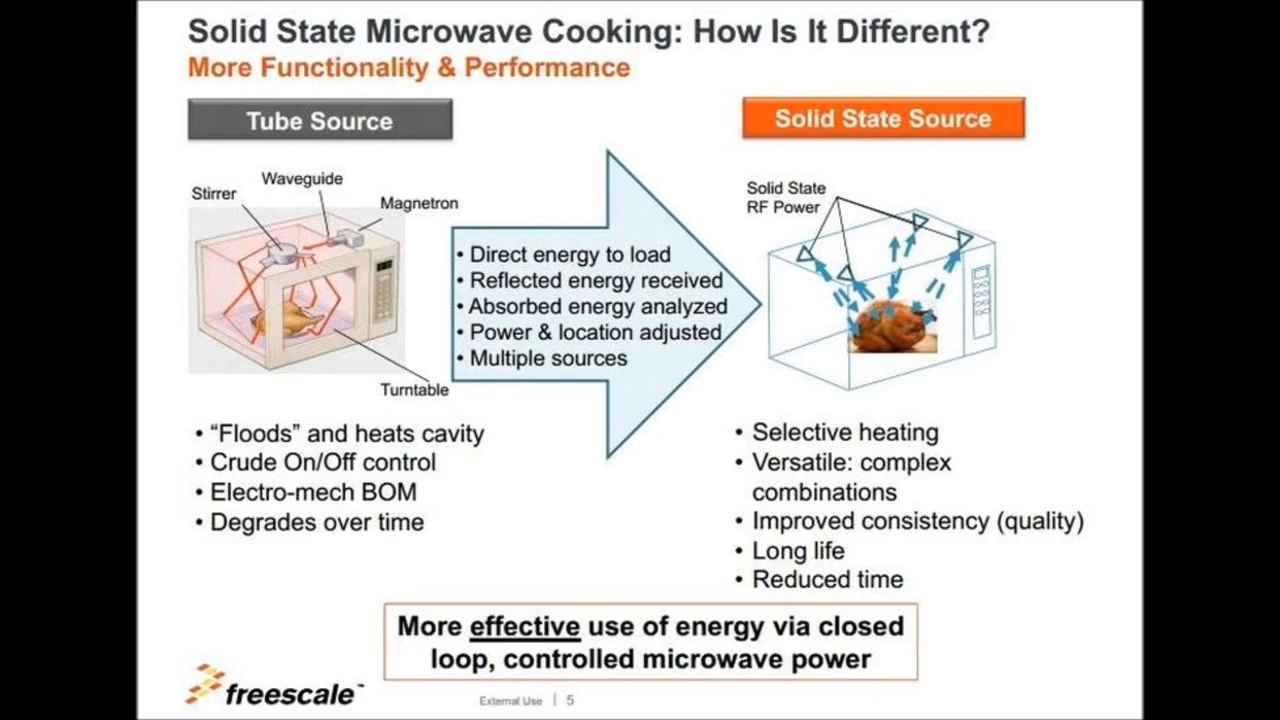 Solid State Microwave Cooking: How Is It Different?
More Functionality & Performance
Tube Source
Solid State Source
Waveguide
Stirrer
Magnetron
Turntable
• Direct energy to load
• Reflected energy received
• Absorbed energy analyzed
• Power & location adjusted
• Multiple sources
Solid State
RF Power
• “Floods” and heats cavity
• Crude On/Off control
• Electro-mech BOM
• Degrades over time
• Selective heating
• Versatile: complex
combinations
• Improved consistency (quality)
• Long life
• Reduced time
More effective use of energy via closed
loop, controlled microwave power
freescale™
External Use | 5